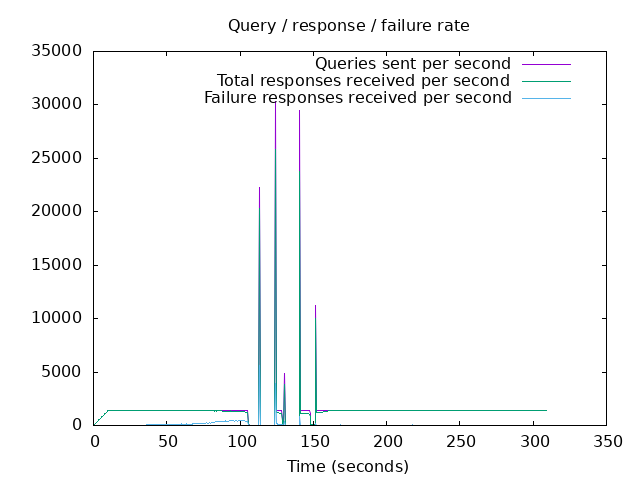 Query / response / failure rate
35000
30000
25000
20000
15000
10000
5000
0
Queries sent per second
Total responses received per second
Failure responses received per second
0 50 100 150 200 250 300 350
Time (seconds)